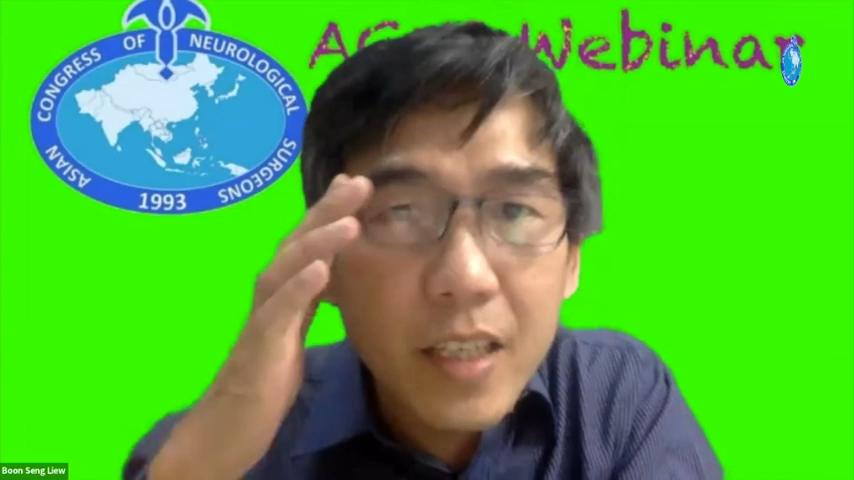 ASIAN CONGRESS OF NEUROLOGICAL SURGEONS
1993
Webinar
Boon Seng Liew